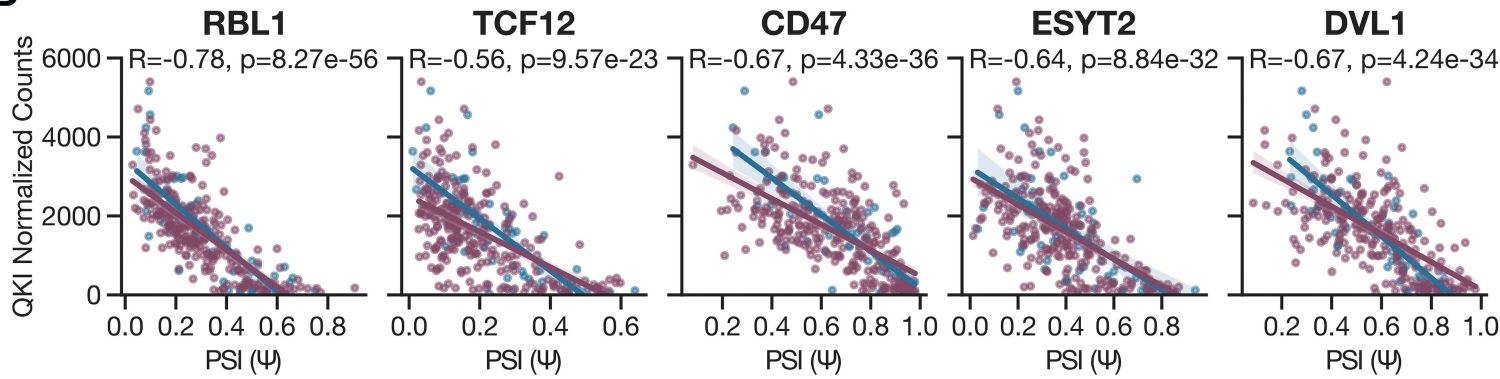 RBL1 TCF12 CD47 ESYT2 DVL1
R=-0.78, p=8.27e-56 R=-0.56, p=9.57e-23 R=-0.67, p=4.33e-36 R=-0.64, p=8.84e-32 R=-0.67, p=4.24e-34
QKI Normalized Counts
6000
4000
2000
0
0.0 0.2 0.4 0.6 0.8 0.0 0.2 0.4 0.6 0.2 0.4 0.6 0.8 1.0 0.0 0.2 0.4 0.6 0.8 0.2 0.4 0.6 0.8 1.0
PSI (Ψ) PSI (Ψ) PSI (Ψ) PSI (Ψ) PSI (Ψ)